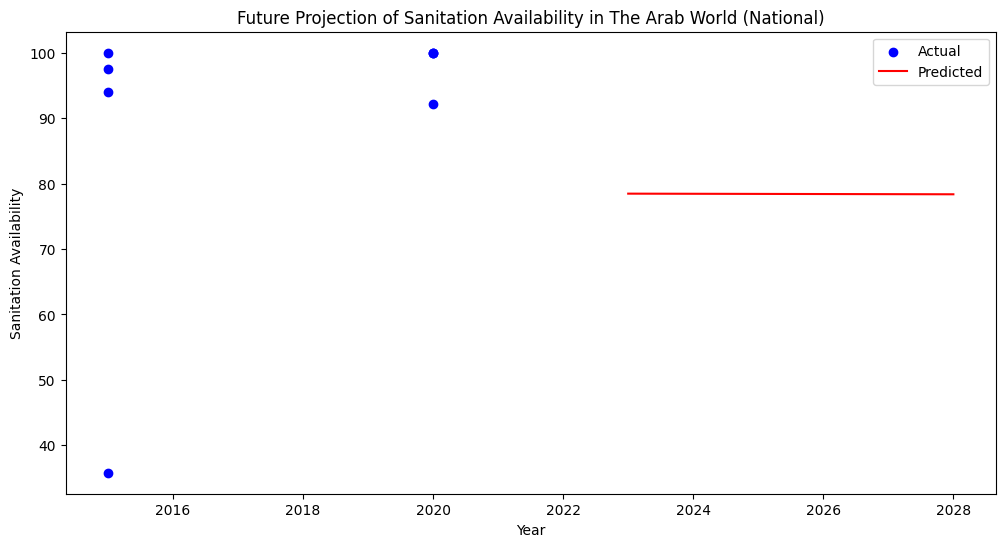 Future Projection of Sanitation Availability in The Arab World (National)
Actual
Predicted
Sanitation Availability
100
90
80
70
60
50
40
2016 2018 2020 2022 2024 2026 2028
Year